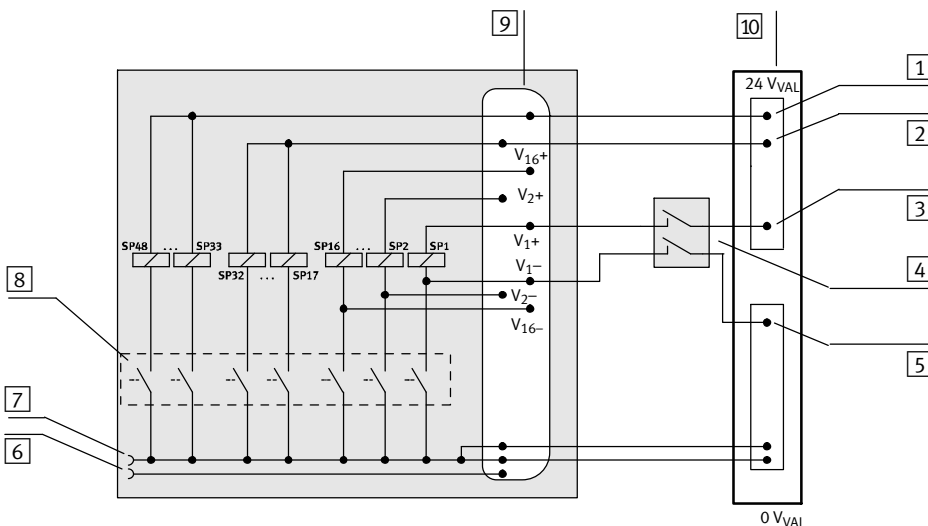 9
10
1
24 VVAL
2
V16+
V2+
3
V1+
SP48 ... SP33
SP16 ... SP2 SP1
V1–
4
SP32 ... SP17
8
V2–
V16–
5
7
6
0 VVAL